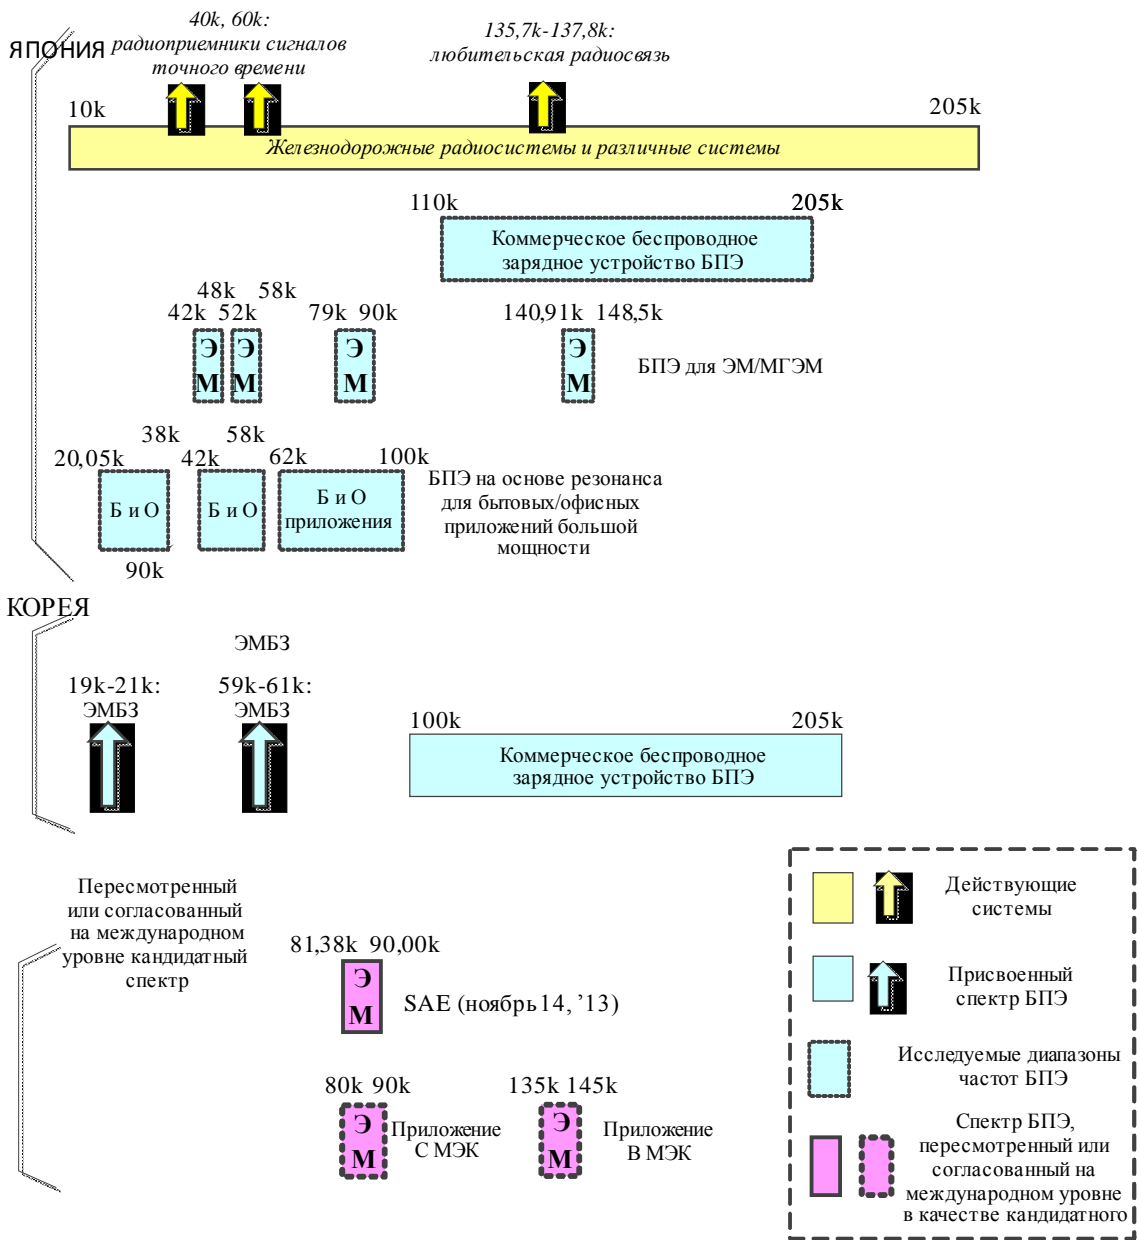 ЯПОНИЯ
40k, 60k:
радиоприемники сигналов
точного времени
135,7k-137,8k:
любительская радиосвязь
10k
205k
Железнодорожные радиосистемы и различные системы
110k
205k
Коммерческое беспроводное
зарядное устройство БПЭ
48k 58k
42k 52k
79k 90k
140,91k 148,5k
Э
М
Э
М
Э
М
Э
М
БПЭ для ЭМ/МГЭМ
38k
58k
20,05k
42k
62k
100k
Б и О
Б и О
Б и О
приложения
БПЭ на основе резонанса
для бытовых/офисных
приложений большой
мощности
90k
КОРЕЯ
ЭМБЗ
19k-21k:
ЭМБЗ
59k-61k:
ЭМБЗ
100k
205k
Коммерческое беспроводное
зарядное устройство БПЭ
Пересмотренный
или согласованный
на международном
уровне кандидатный
спектр
81,38k 90,00k
Э
М
SAE (ноябрь 14, ’13)
80k 90k
Э
М
Приложение
С МЭК
135k 145k
Э
М
Приложение
В МЭК
Действующие
системы
Присвоенный
спектр БПЭ
Исследуемые диапазоны
частот БПЭ
Спектр БПЭ,
пересмотренный или
согласованный на
международном уровне
в качестве кандидатного